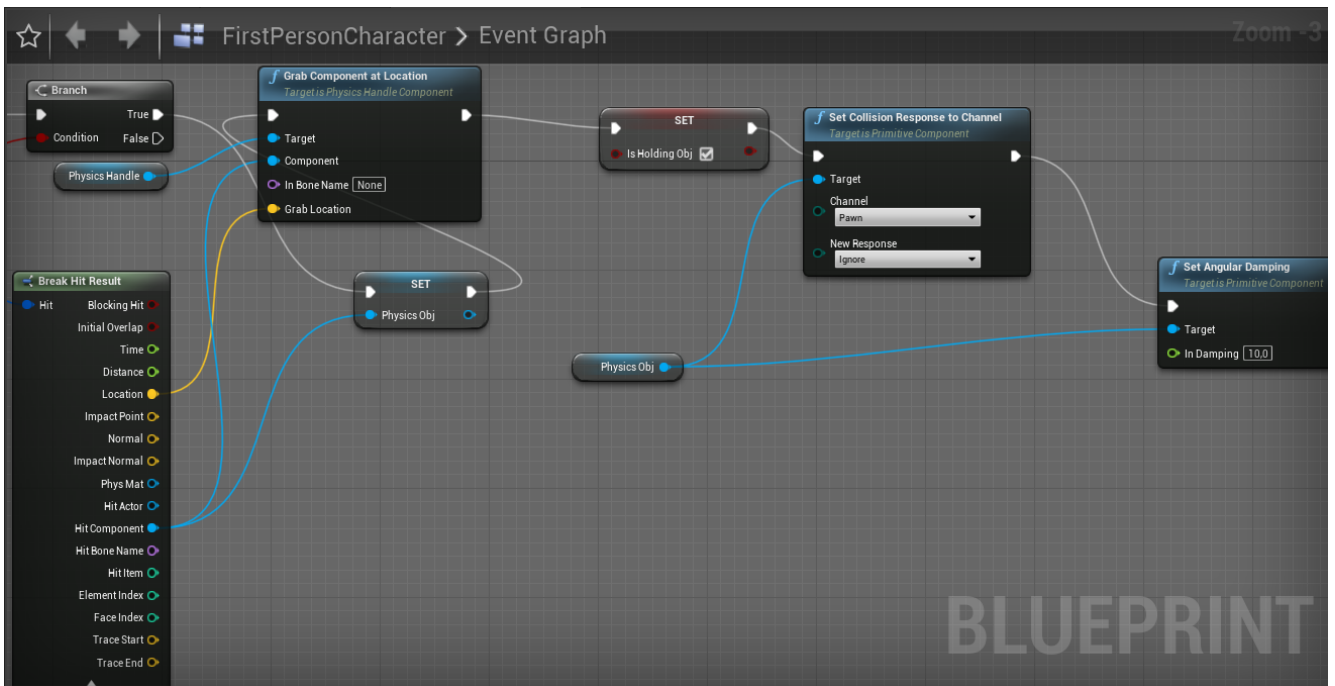 FirstPersonCharacter > Event Graph
Zoom -3
Branch
True
Condition
False
Physics Handle
Grab Component at Location
Target is Physics Handle Component
Target
Component
In Bone Name None
Grab Location
SET
Is Holding Obj
Set Collision Response to Channel
Target is Primitive Component
Target
Channel
Pawn
New Response
Ignore
Set Angular Damping
Target is Primitive Component
Target
In Damping 10,0
Break Hit Result
Hit
Blocking Hit
Initial Overlap
Time
Distance
Location
Impact Point
Normal
Impact Normal
Phys Mat
Hit Actor
Hit Component
Hit Bone Name
Hit Item
Element Index
Face Index
Trace Start
Trace End
SET
Physics Obj
Physics Obj
BLUEPRINT